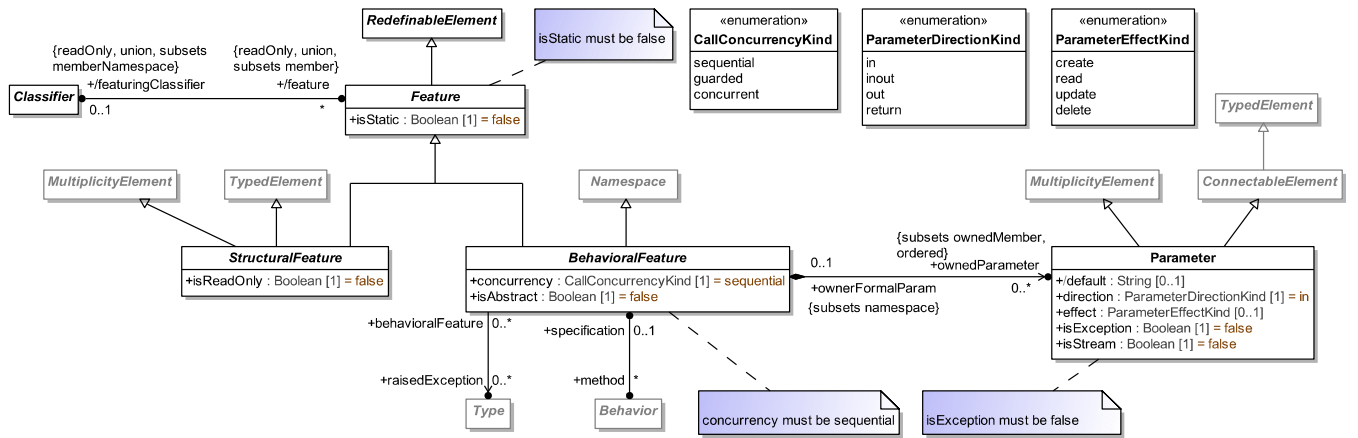 RedefinableElement
isStatic must be false
«enumeration»
CallConcurrencyKind
sequential
guarded
concurrent
«enumeration»
ParameterDirectionKind
in
inout
out
return
«enumeration»
ParameterEffectKind
create
read
update
delete
{readOnly, union, subsets
memberNamespace}
+/featuringClassifier
0..1
{readOnly, union,
subsets member}
+/feature
*
Classifier
Feature
+isStatic : Boolean [1] = false
TypedElement
MultiplicityElement
TypedElement
Namespace
MultiplicityElement
ConnectableElement
StructuralFeature
+isReadOnly : Boolean [1] = false
BehavioralFeature
+concurrency : CallConcurrencyKind [1] = sequential
+isAbstract : Boolean [1] = false
0..1
+ownerFormalParam
{subsets namespace}
{subsets ownedMember,
ordered}
+ownedParameter
0..*
Parameter
+/default : String [0..1]
+direction : ParameterDirectionKind [1] = in
+effect : ParameterEffectKind [0..1]
+isException : Boolean [1] = false
+isStream : Boolean [1] = false
+behavioralFeature 0..*
+specification 0..1
+raisedException 0..*
+method *
Type
Behavior
concurrency must be sequential
isException must be false